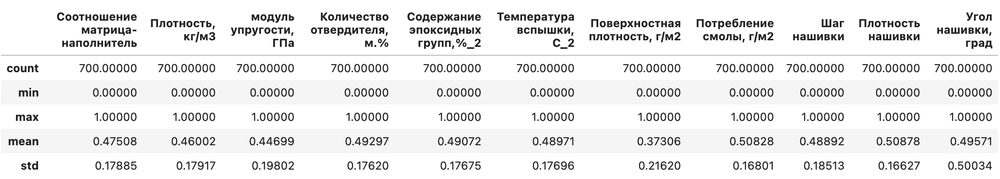 Соотношение матрица-наполнитель Плотность, кг/м3 модуль упругости, ГПа Количество отвердителя, м.% Содержание эпоксидных групп,%_2 Температура вспышки, С_2 Поверхностная плотность, г/м2 Потребление смолы, г/м2 Шаг нашивки Плотность нашивки Угол нашивки, град
count 700.00000 700.00000 700.00000 700.00000 700.00000 700.00000 700.00000 700.00000 700.00000 700.00000 700.00000
min 0.00000 0.00000 0.00000 0.00000 0.00000 0.00000 0.00000 0.00000 0.00000 0.00000 0.00000
max 1.00000 1.00000 1.00000 1.00000 1.00000 1.00000 1.00000 1.00000 1.00000 1.00000 1.00000
mean 0.47508 0.46002 0.44699 0.49297 0.49072 0.48971 0.37306 0.50828 0.48892 0.50878 0.49571
std 0.17885 0.17917 0.19802 0.17620 0.17675 0.17696 0.21620 0.16801 0.18513 0.16627 0.50034